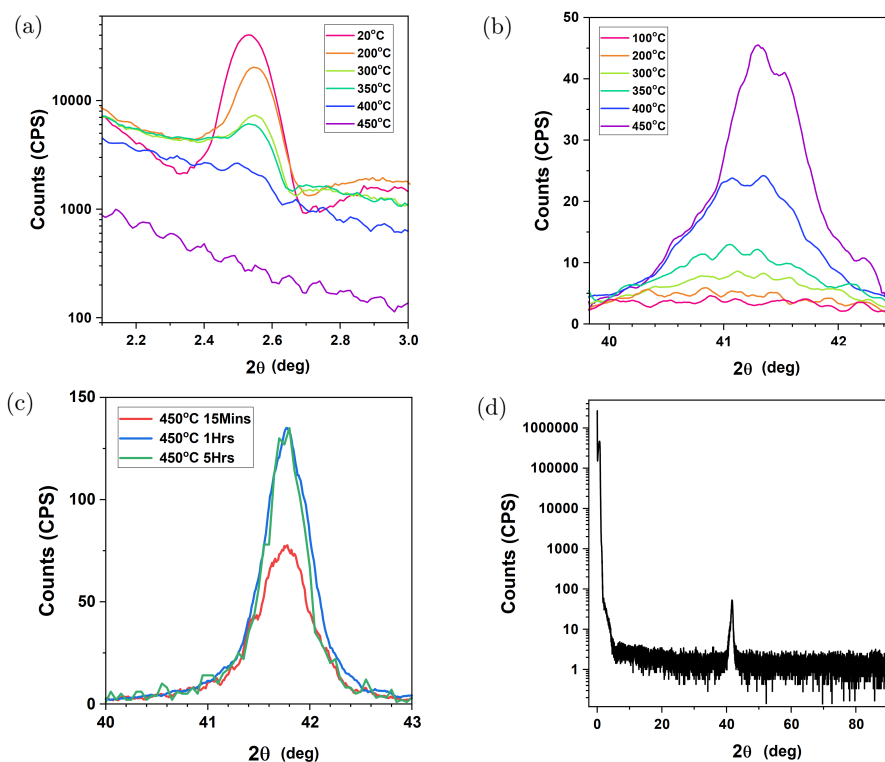 (a)
20°C
200°C
300°C
350°C
400°C
450°C
10000
1000
100
Counts (CPS)
2.2 2.4 2.6 2.8 3.0
2θ (deg)
(b)
100°C
200°C
300°C
350°C
400°C
450°C
50
40
30
20
10
0
Counts (CPS)
40 41 42
2θ (deg)
(c)
450°C 15Mins
450°C 1Hrs
450°C 5Hrs
150
100
50
0
Counts (CPS)
40 41 42 43
2θ (deg)
(d)
1000000
100000
10000
1000
100
10
1
Counts (CPS)
0 20 40 60 80
2θ (deg)